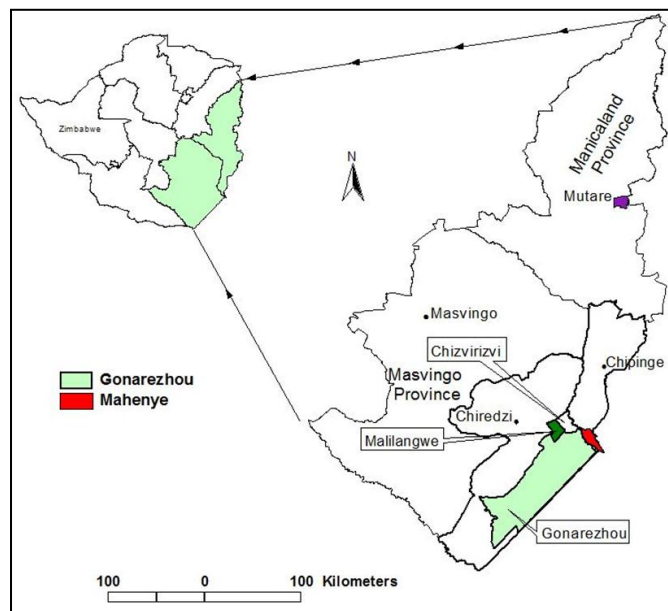 Zimbabwe
N
Manicaland
Province
Mutare
Masvingo
Chizvirizvi
Chipinge
Masvingo
Province
Gonarezhou
Mahenye
Chiredzi
Malilangwe
Gonarezhou
100 0 100 Kilometers